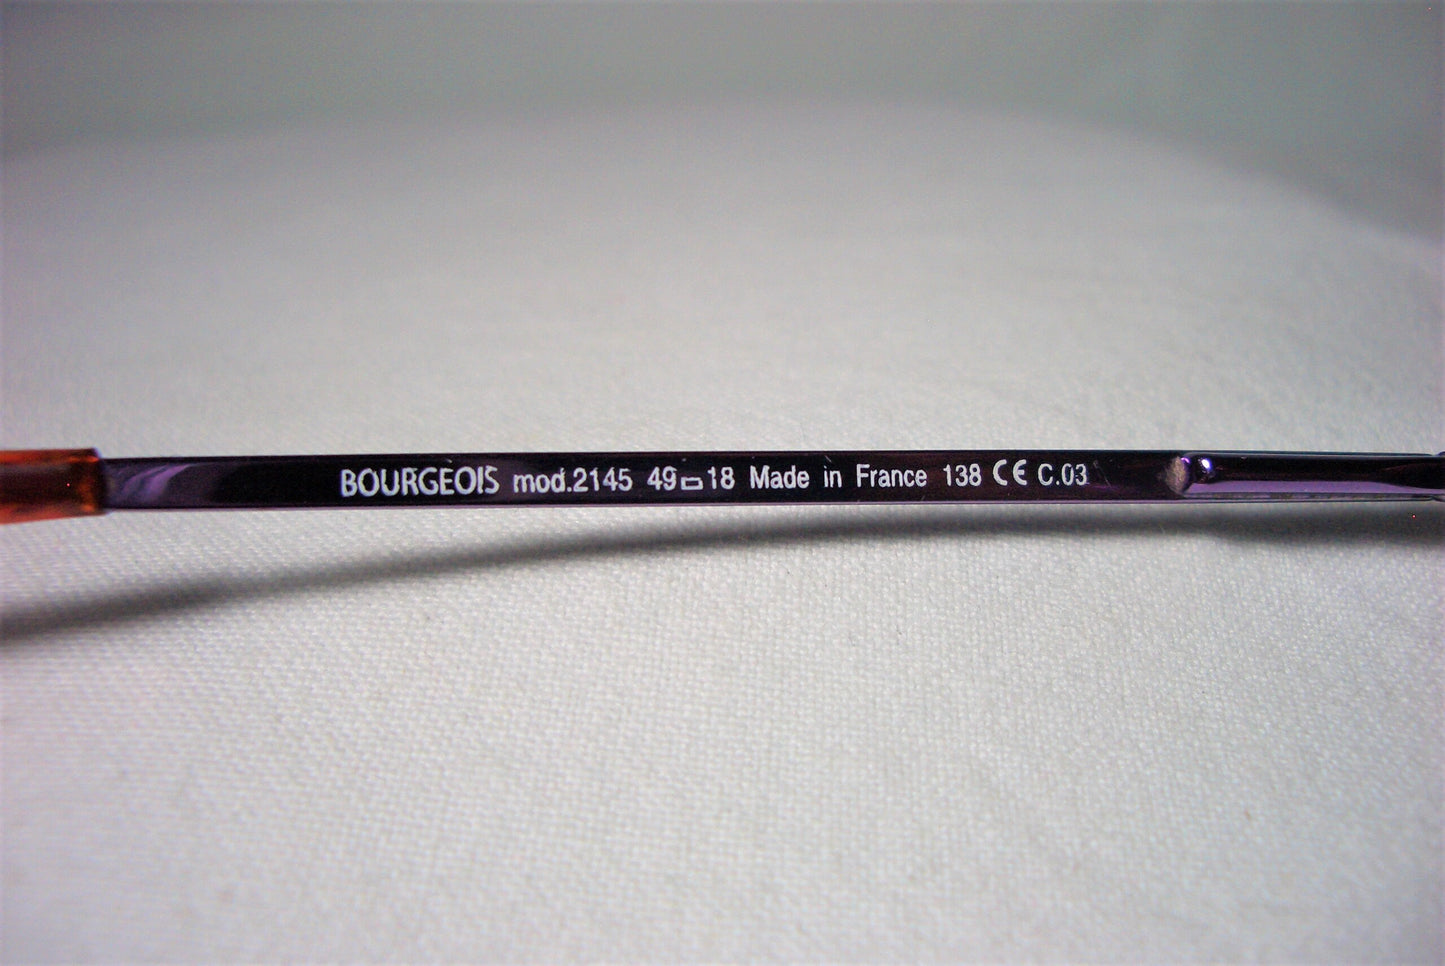 BOURGEOIS mod.2145 49▭18 Made in France 138 CE C.03